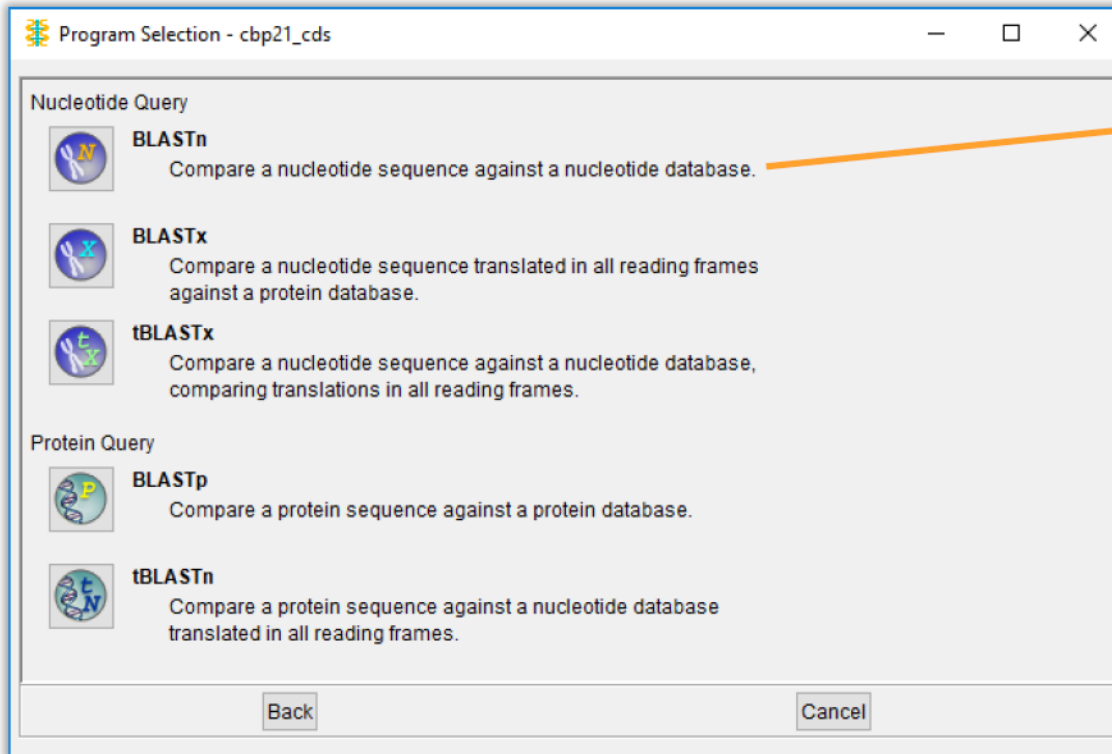 Program Selection - cbp21_cds
Nucleotide Query
N
BLASTn
Compare a nucleotide sequence against a nucleotide database.
X
BLASTx
Compare a nucleotide sequence translated in all reading frames
against a protein database.
t
X
tBLASTx
Compare a nucleotide sequence against a nucleotide database,
comparing translations in all reading frames.
Protein Query
P
BLASTp
Compare a protein sequence against a protein database.
t
N
tBLASTn
Compare a protein sequence against a nucleotide database
translated in all reading frames.
Back Cancel